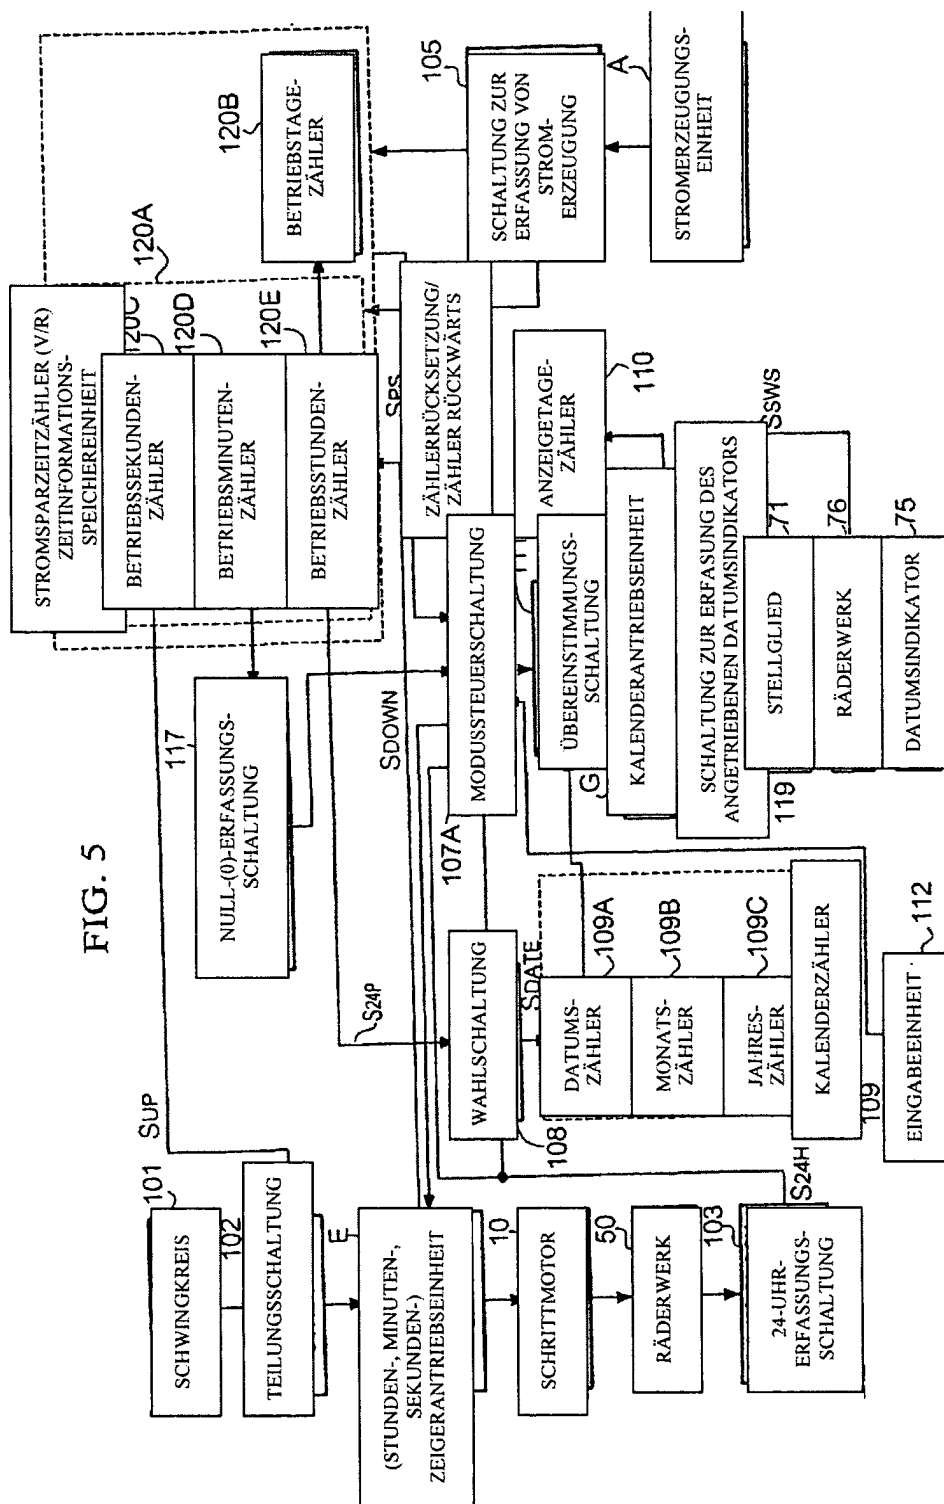 FIG. 5
SCHWINGKREIS
101
102
TEILUNGSSCHALTUNG
E
(STUNDEN-, MINUTEN-,
SEKUNDEN-)
ZEIGERANTRIEBSEINHEIT
10
SCHRITTMOTOR
50
RÄDERWERK
103
24-UHR-
ERFASSUNGS-
SCHALTUNG
S24H
SUP
117
NULL-(0)-ERFASSUNGS-
SCHALTUNG
S24P
WAHLSCHALTUNG
108
SDATE
DATUMS-
ZÄHLER
109A
MONATS-
ZÄHLER
109B
JAHRES-
ZÄHLER
109C
KALENDERZÄHLER
109
EINGABEEINHEIT
112
STROMSPARZEITZÄHLER (V/R)
ZEITINFORMATIONS-
SPEICHEREINHEIT
120A
120C
BETRIEBSSEKUNDEN-
ZÄHLER
120D
BETRIEBSMINUTEN-
ZÄHLER
120E
BETRIEBSSTUNDEN-
ZÄHLER
120B
BETRIEBSTAGE-
ZÄHLER
SDOWN
SPS
ZÄHLERRÜCKSETZUNG/
ZÄHLER RÜCKWÄRTS
107A
MODUSSTEUERSCHALTUNG
105
SCHALTUNG ZUR
ERFASSUNG VON
STROM-
ERZEUGUNG
A
STROMERZEUGUNGS-
EINHEIT
ANZEIGETAGE-
ZÄHLER
110
ÜBEREINSTIMMUNGS-
SCHALTUNG
G
KALENDERANTRIEBSEINHEIT
SCHALTUNG ZUR ERFASUNG DES
ANGETRIEBENEN DATUMSINDIKATORS
SSWS
119
STELLGLIED
71
RÄDERWERK
76
DATUMSINDIKATOR
75